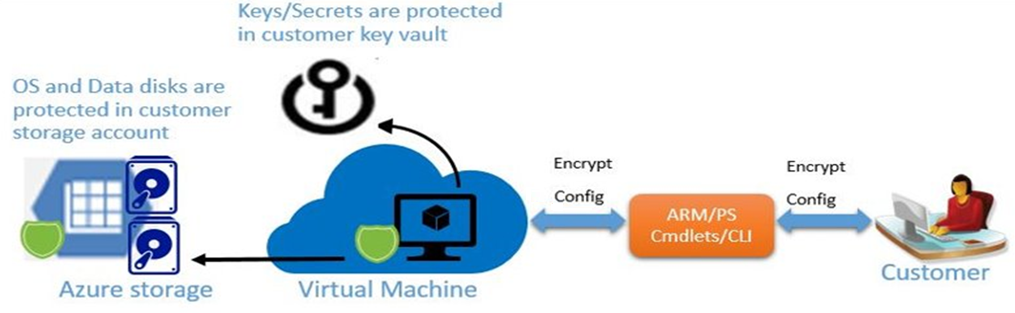 Keys/Secrets are protected
in customer key vault
OS and Data disks are
protected in customer
storage account
Azure storage
Virtual Machine
Encrypt
Config
ARM/PS
Cmdlets/CLI
Encrypt
Config
Customer